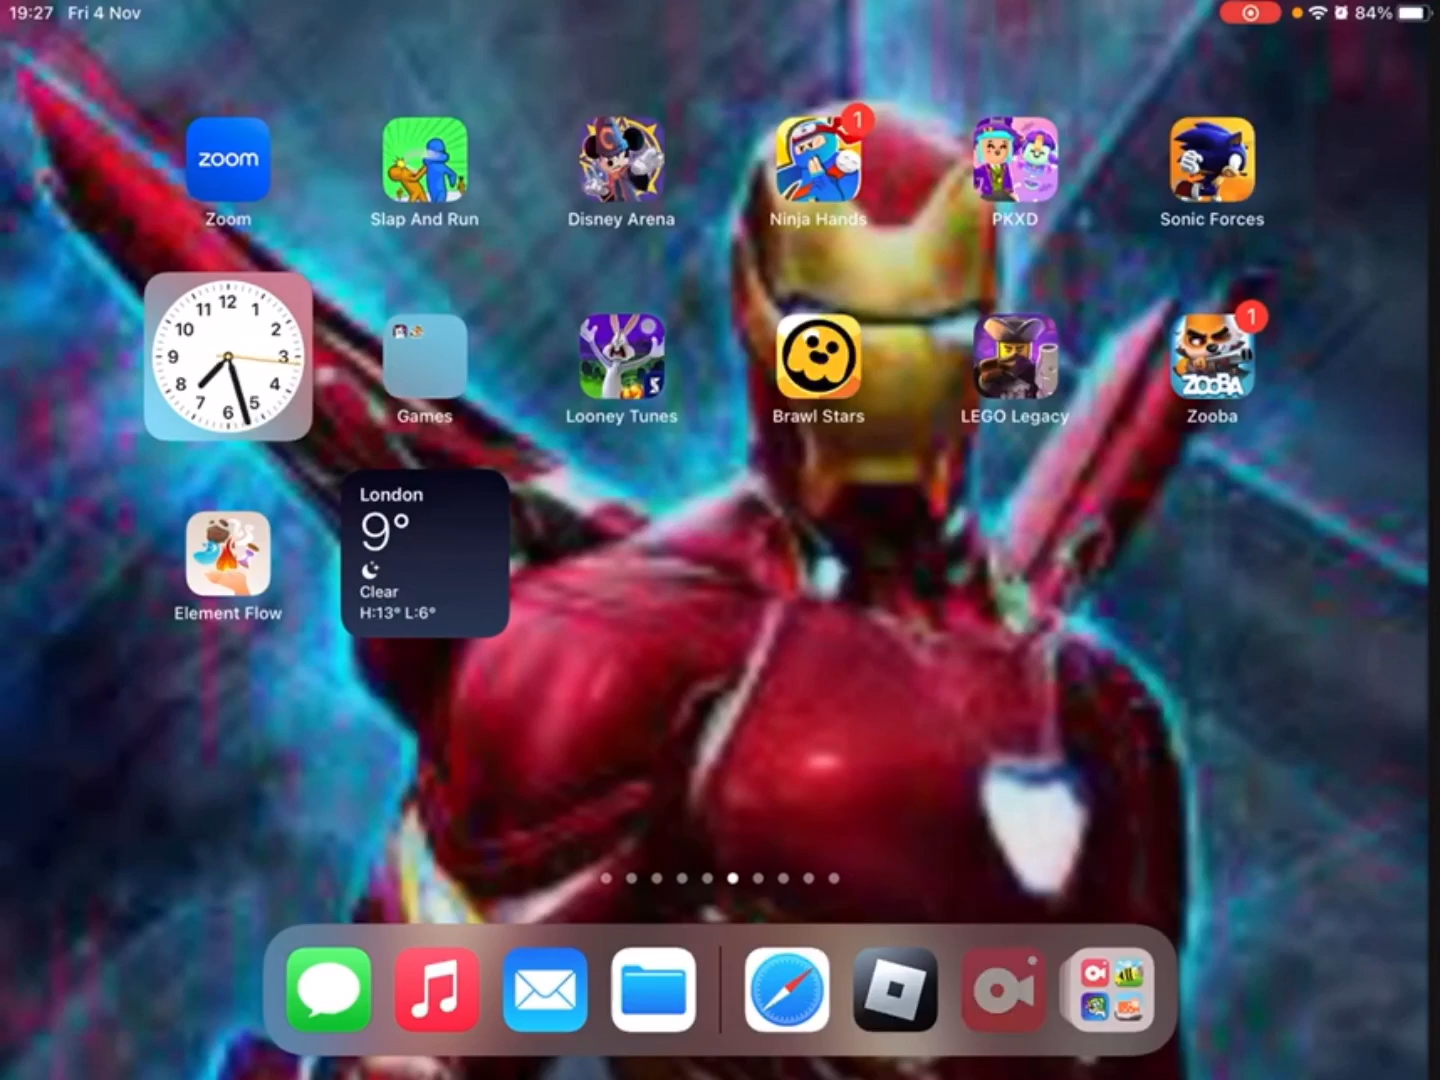 19:27 Fri 4 Nov
84%
zoom
1
Zoom
Slap And Run
Disney Arena
Ninja Hands
PKXD
Sonic Forces
12
11 1
10 2
9 3
8 4
7 5
6
1
S
ZOOBA
Games
Looney Tunes
Brawl Stars
LEGO Legacy
Zooba
London
9°
Clear
H:13° L:6°
Element Flow